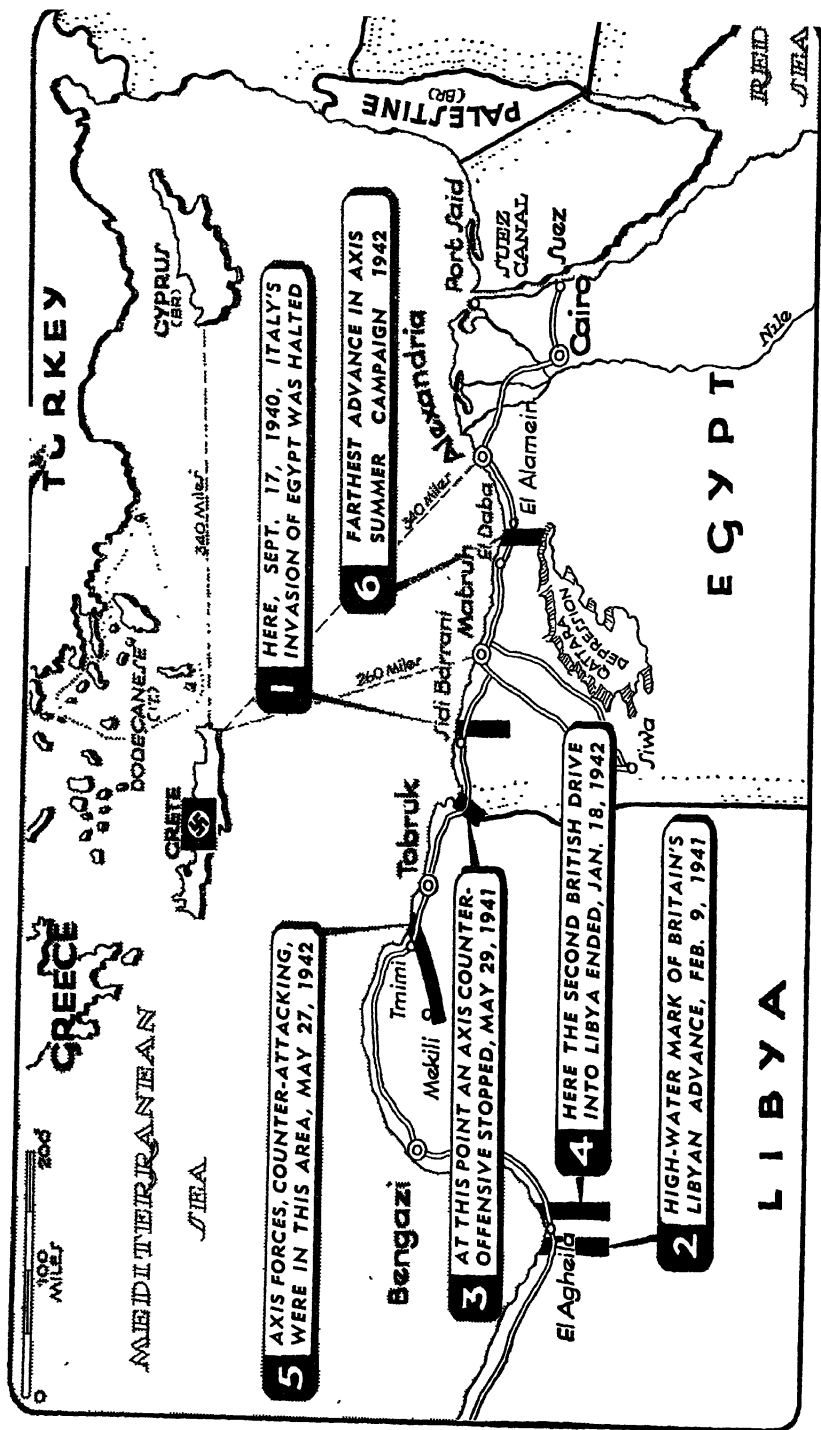 TURKEY
GREECE
CYPRUS
(BR)
DODECANESE
(IT.)
CRETE
MEDITERRANEAN
SEA
0 100 200
MILES
340 Miles
260 Miles
340 Miles
PALESTINE
(BR)
RED
SEA
1 HERE, SEPT. 17, 1940, ITALY'S
INVASION OF EGYPT WAS HALTED
6 FARTHEST ADVANCE IN AXIS
SUMMER CAMPAIGN 1942
5 AXIS FORCES, COUNTER-ATTACKING,
WERE IN THIS AREA, MAY 27, 1942
3 AT THIS POINT AN AXIS COUNTER-
OFFENSIVE STOPPED, MAY 29, 1941
4 HERE THE SECOND BRITISH DRIVE
INTO LIBYA ENDED, JAN. 18, 1942
2 HIGH-WATER MARK OF BRITAIN'S
LIBYAN ADVANCE, FEB. 9, 1941
Bengazi
El Agheila
Mekili
Tmimi
Tobruk
Sidi Barrani
Matruh
El Daba
El Alamein
Alexandria
Port Said
SUEZ
CANAL
Suez
Cairo
Nile
QATTARA
DEPRESSION
Siwa
LIBYA
EGYPT